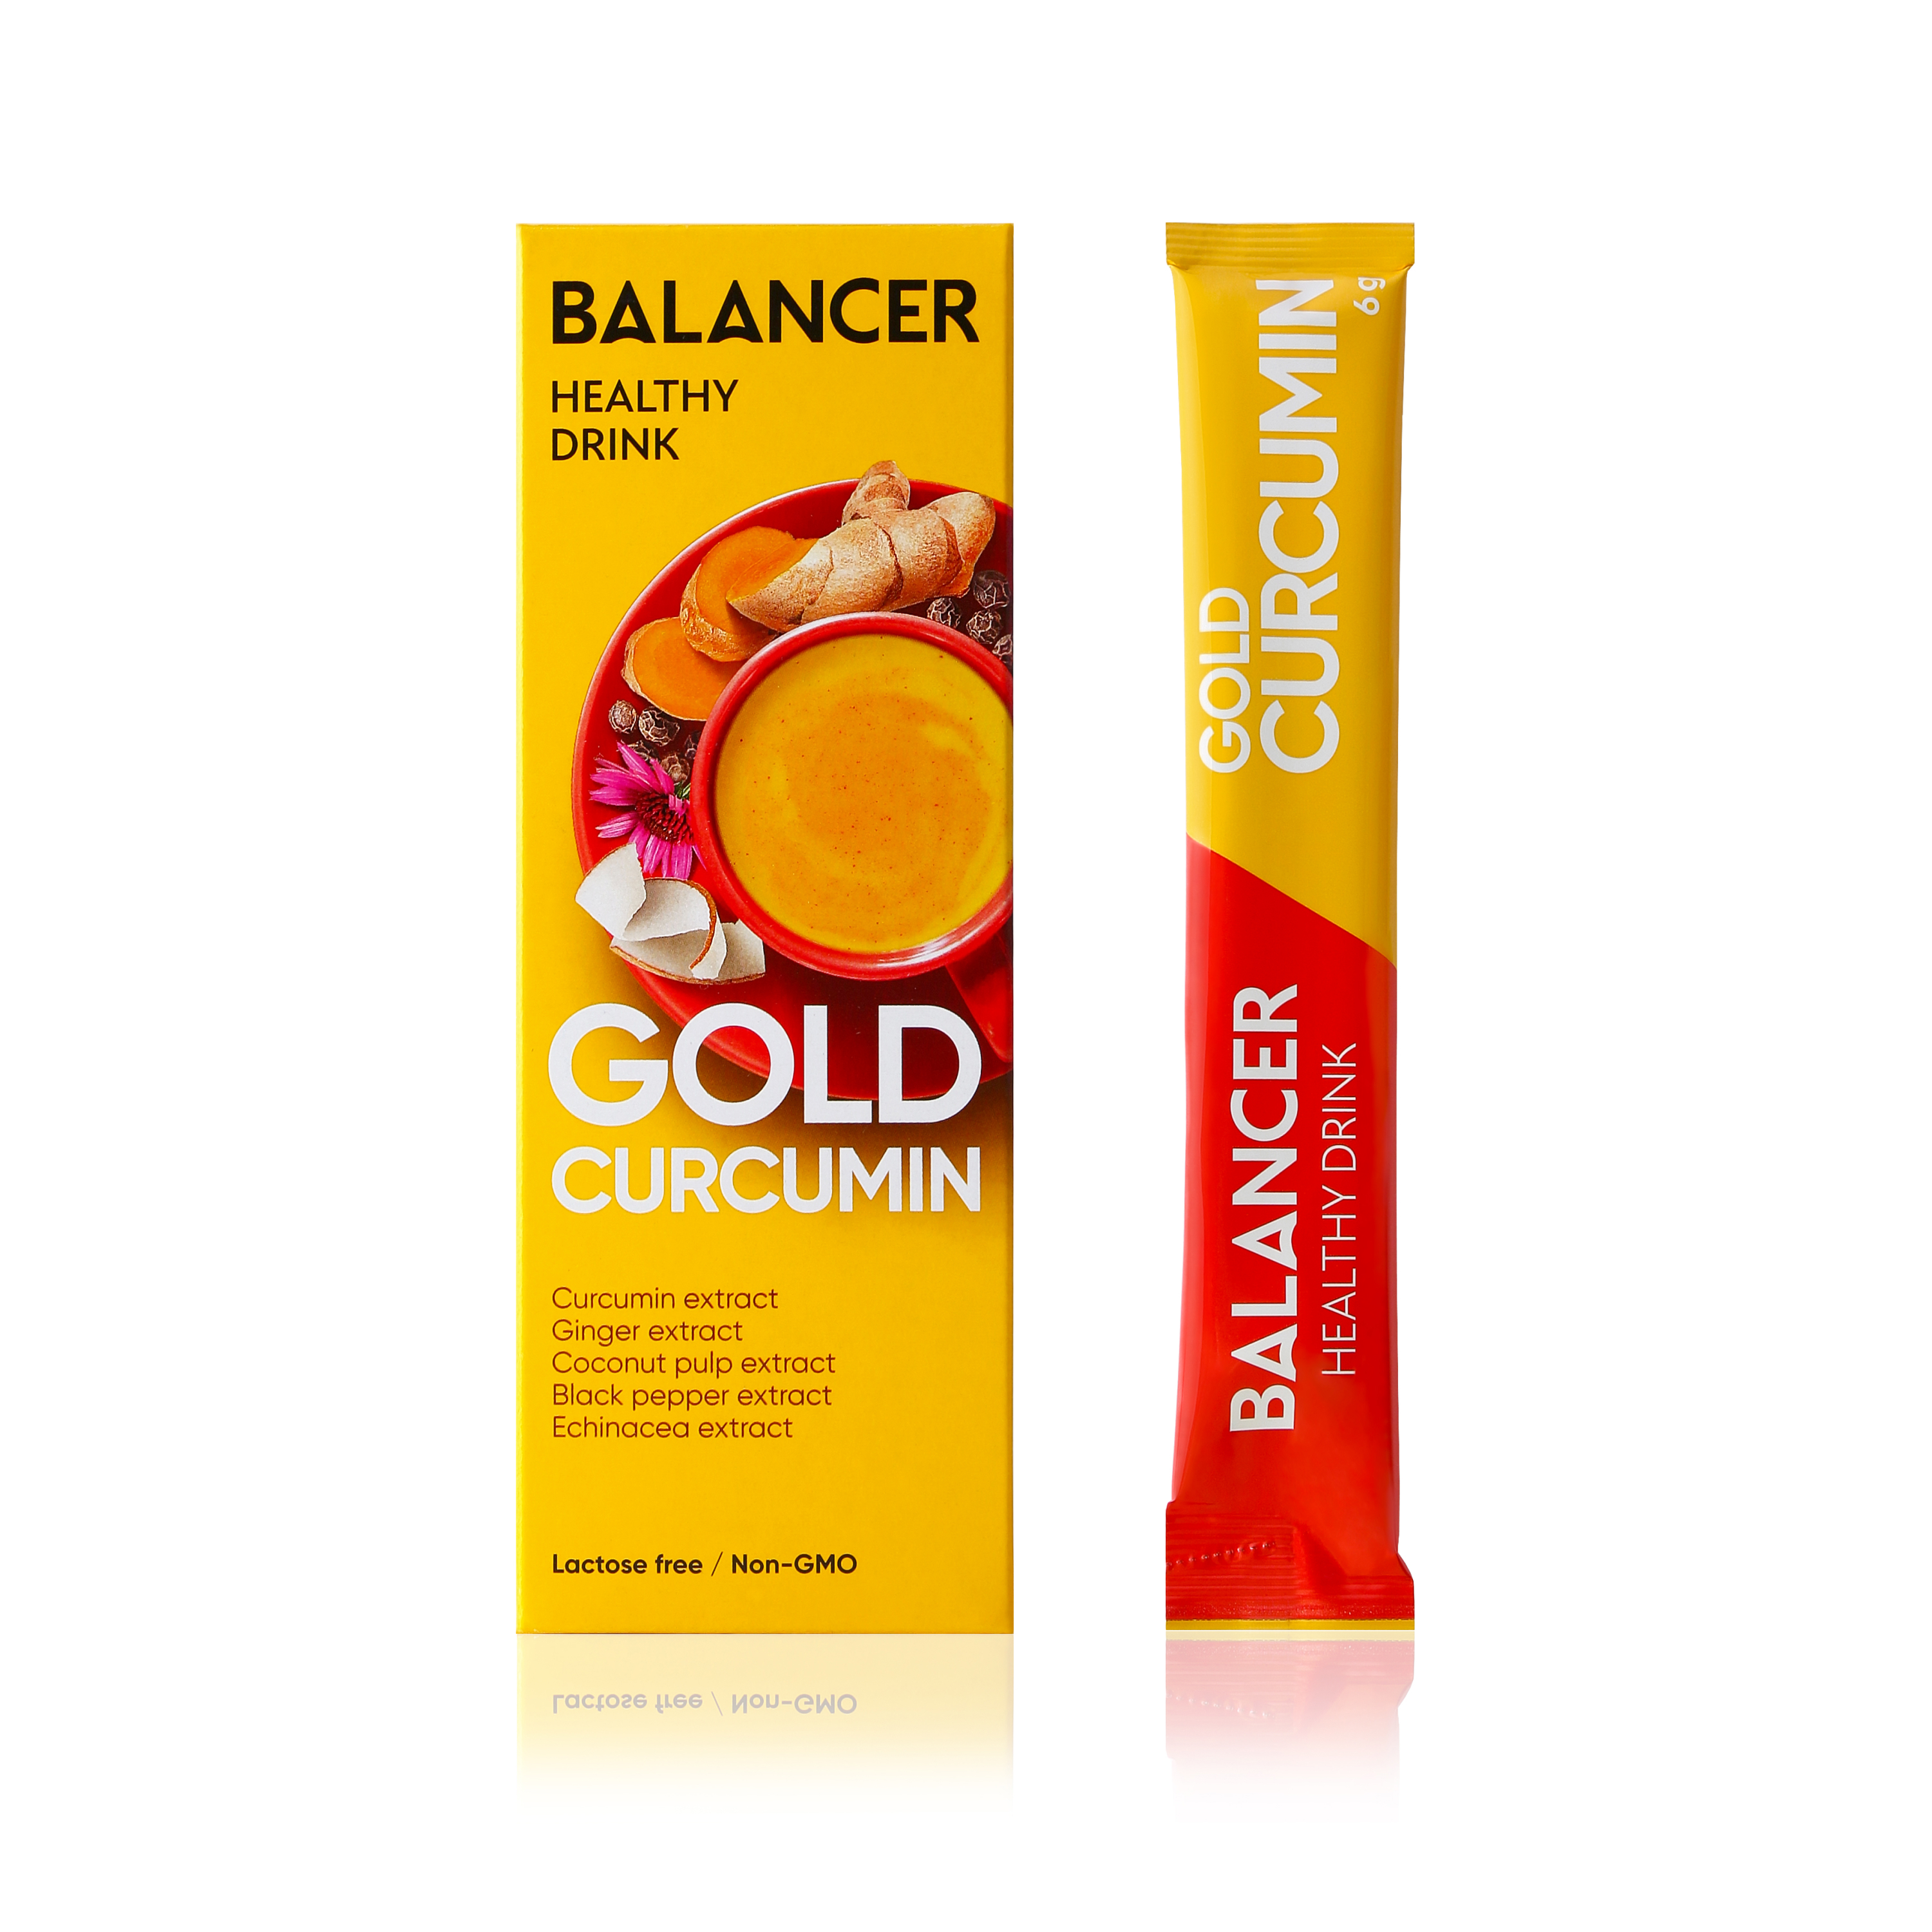 BALANCER
HEALTHY
DRINK
GOLD
CURCUMIN
Curcumin extract
Ginger extract
Coconut pulp extract
Black pepper extract
Echinacea extract
Lactose free / Non-GMO
Lactose free / Non-GMO
GOLD
CURCUMIN
6g
BALANCER
HEALTHY DRINK